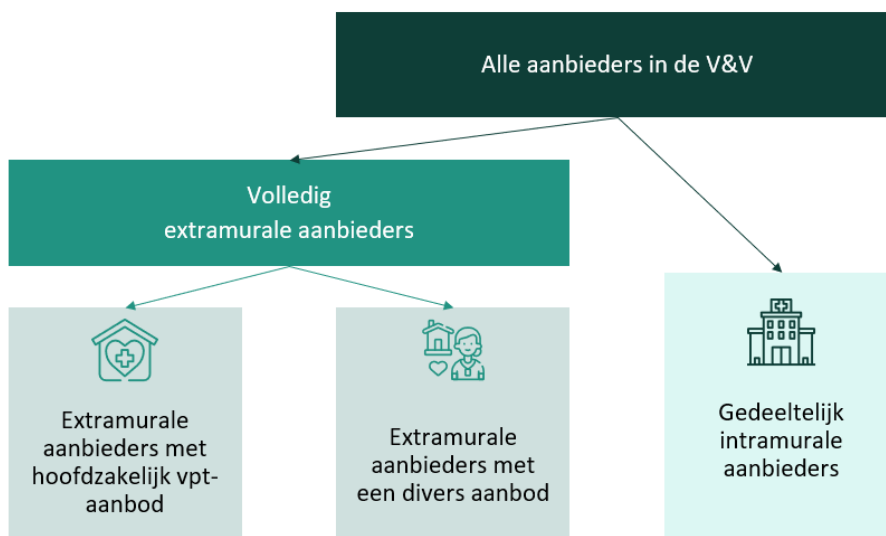 Alle aanbieders in de V&V
Volledig
extramurale aanbieders
Extramurale
aanbieders met
hoofdzakelijk vpt-
aanbod
Extramurale
aanbieders met
een divers aanbod
Gedeeltelijk
intramurale
aanbieders